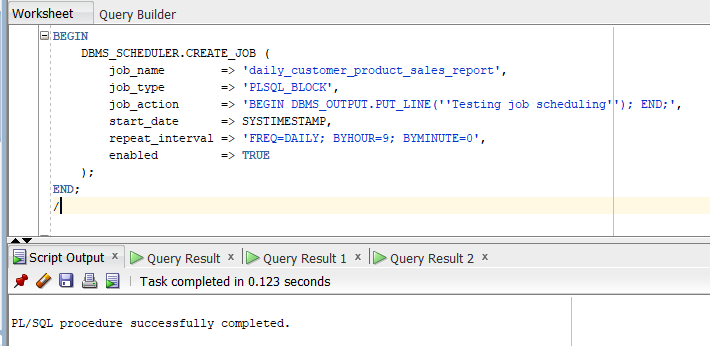 Worksheet Query Builder
BEGIN
    DBMS_SCHEDULER.CREATE_JOB (
        job_name        => 'daily_customer_product_sales_report',
        job_type        => 'PLSQL_BLOCK',
        job_action      => 'BEGIN DBMS_OUTPUT.PUT_LINE(''Testing job scheduling''); END;',
        start_date      => SYSTIMESTAMP,
        repeat_interval => 'FREQ=DAILY; BYHOUR=9; BYMINUTE=0',
        enabled         => TRUE
    );
END;
/
Script Output x Query Result x Query Result 1 x Query Result 2 x
Task completed in 0.123 seconds
PL/SQL procedure successfully completed.